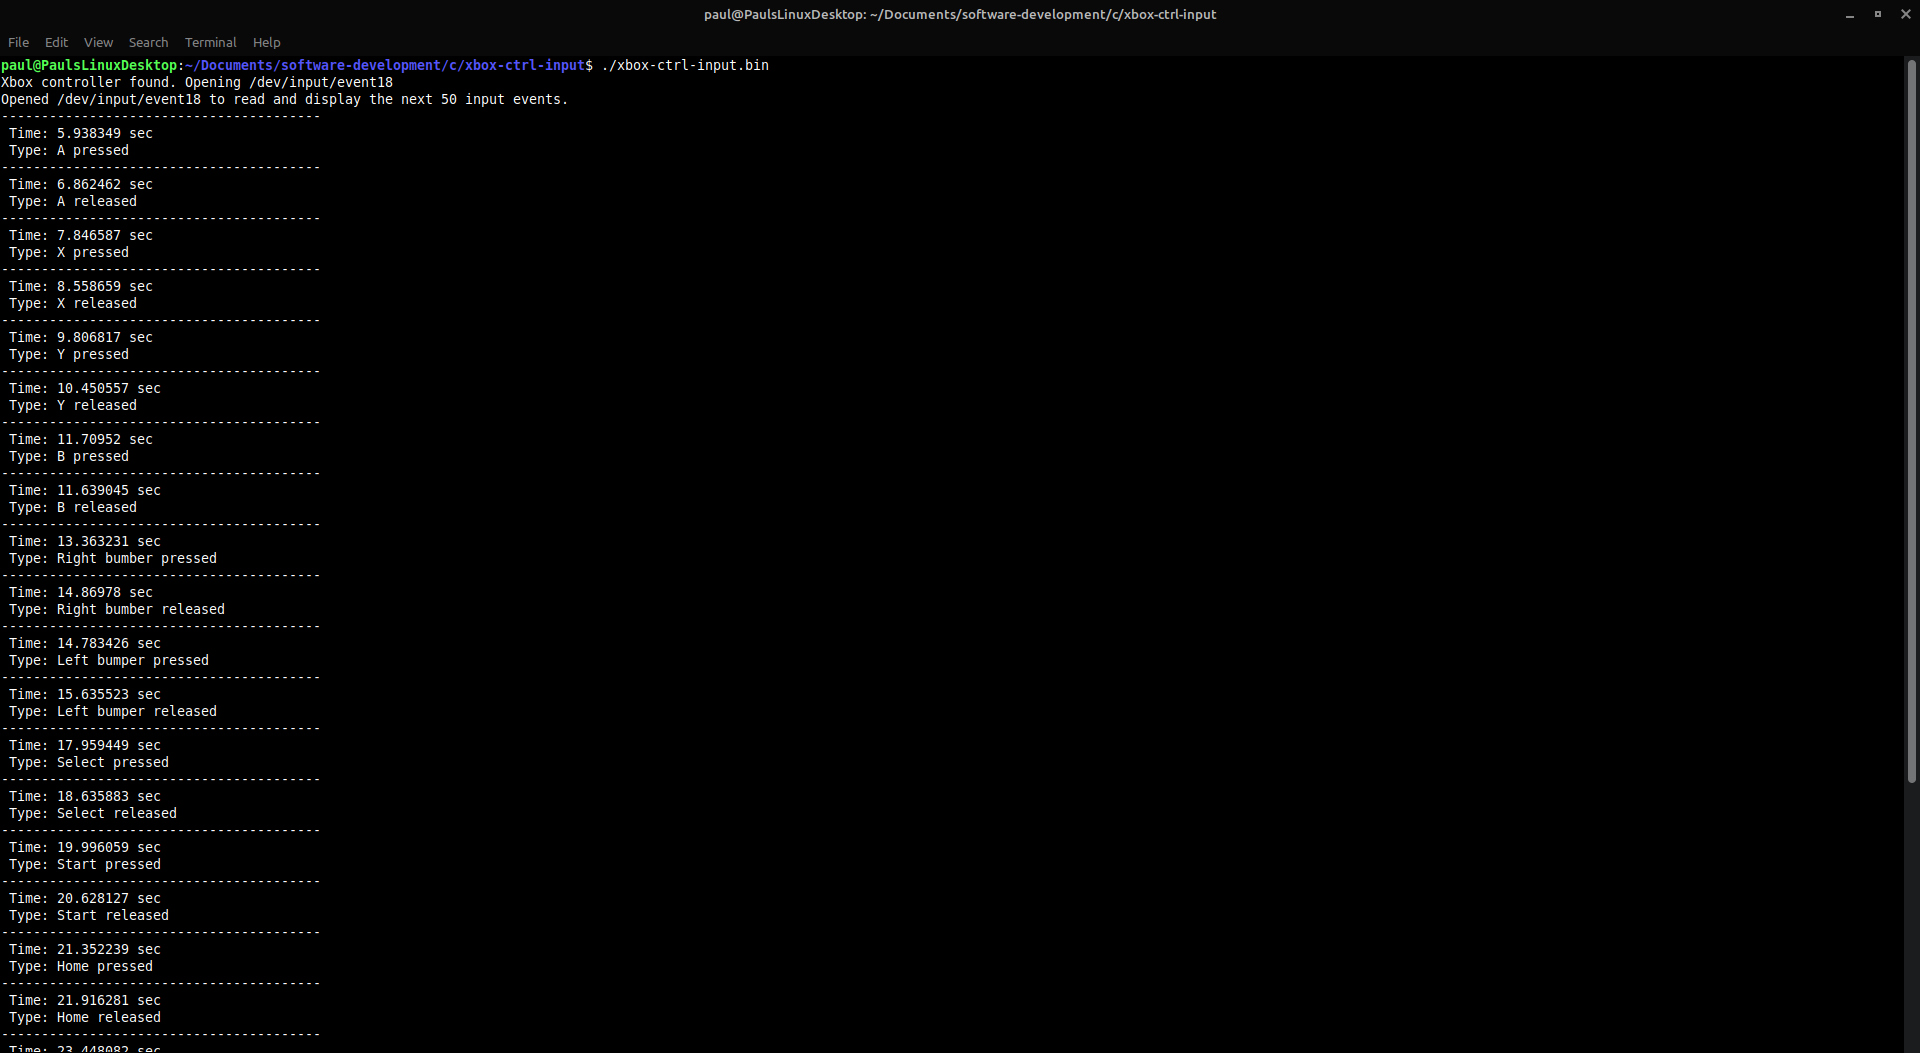 paul@PaulsLinuxDesktop: ~/Documents/software-development/c/xbox-ctrl-input
File Edit View Search Terminal Help
paul@PaulsLinuxDesktop:~/Documents/software-development/c/xbox-ctrl-input$ ./xbox-ctrl-input.bin
Xbox controller found. Opening /dev/input/event18
Opened /dev/input/event18 to read and display the next 50 input events.
----------------------------------------
Time: 5.938349 sec
Type: A pressed
----------------------------------------
Time: 6.862462 sec
Type: A released
----------------------------------------
Time: 7.846587 sec
Type: X pressed
----------------------------------------
Time: 8.558659 sec
Type: X released
----------------------------------------
Time: 9.806817 sec
Type: Y pressed
----------------------------------------
Time: 10.450557 sec
Type: Y released
----------------------------------------
Time: 11.70952 sec
Type: B pressed
----------------------------------------
Time: 11.639045 sec
Type: B released
----------------------------------------
Time: 13.363231 sec
Type: Right bumber pressed
----------------------------------------
Time: 14.86978 sec
Type: Right bumber released
----------------------------------------
Time: 14.783426 sec
Type: Left bumper pressed
----------------------------------------
Time: 15.635523 sec
Type: Left bumper released
----------------------------------------
Time: 17.959449 sec
Type: Select pressed
----------------------------------------
Time: 18.635883 sec
Type: Select released
----------------------------------------
Time: 19.996059 sec
Type: Start pressed
----------------------------------------
Time: 20.628127 sec
Type: Start released
----------------------------------------
Time: 21.352239 sec
Type: Home pressed
----------------------------------------
Time: 21.916281 sec
Type: Home released
----------------------------------------
Time: 23.448082 sec